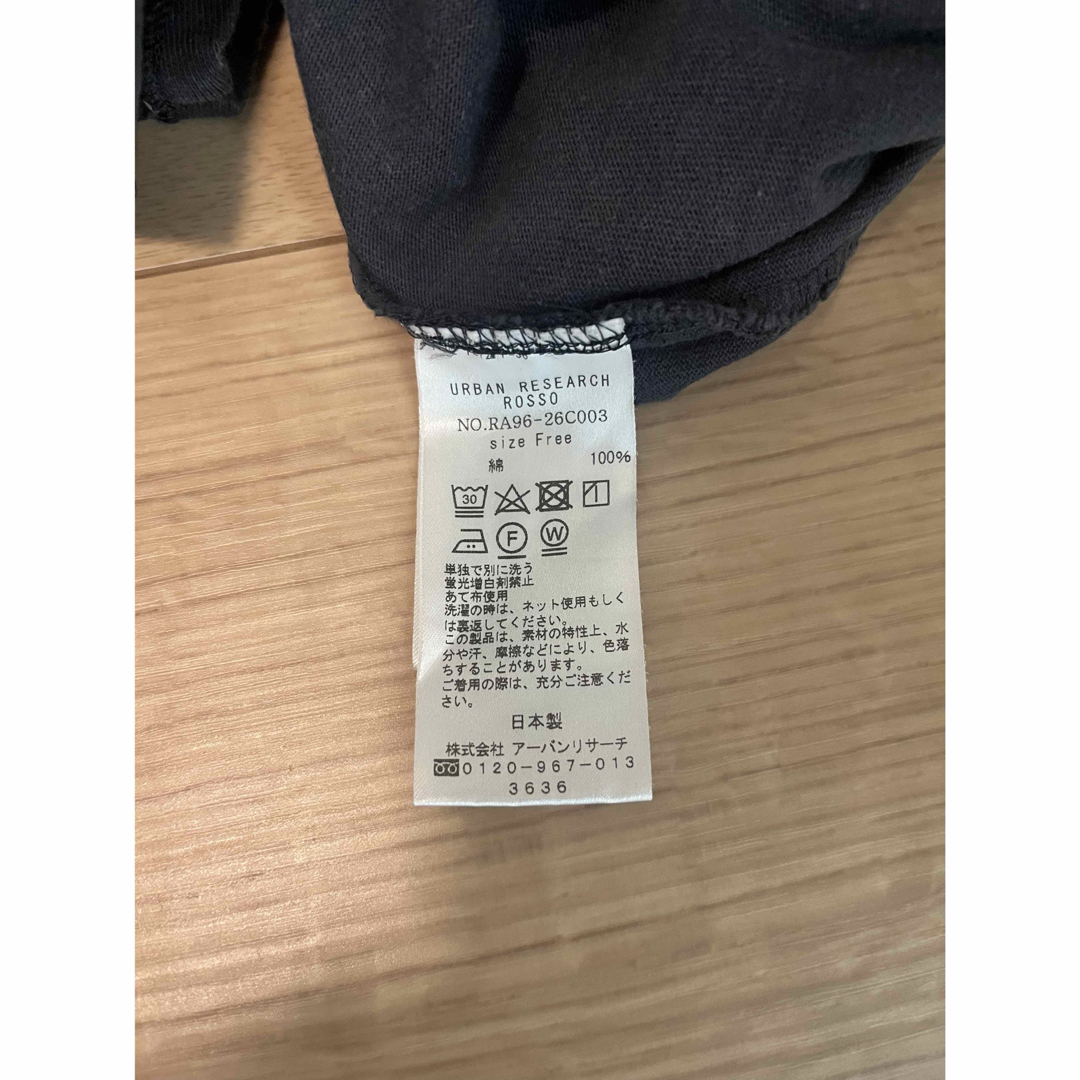 URBAN RESEARCH
ROSSO
NO.RA96-26C003
size Free
綿 100%
30
F W
単独で別に洗う
蛍光増白剤禁止
あて布使用
洗濯の時は、ネット使用もしく
は裏返してください。
この製品は、素材の特性上、水
分や汗、摩擦などにより、色落
ちすることがあります。
ご着用の際は、充分ご注意くだ
さい。
日本製
株式会社 アーバンリサーチ
0120-967-013
3636